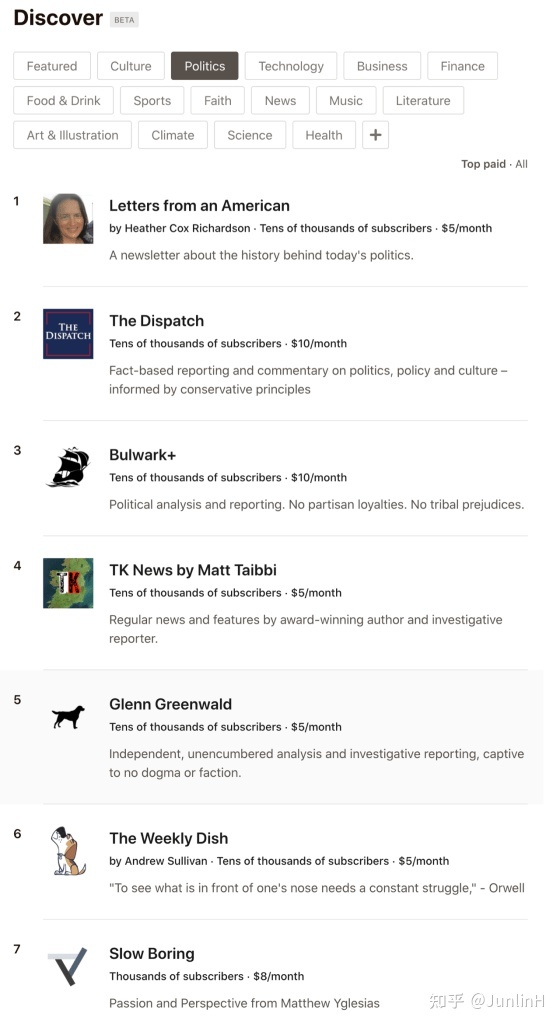 Discover BETA
Featured Culture Politics Technology Business Finance
Food & Drink Sports Faith News Music Literature
Art & Illustration Climate Science Health +
Top paid · All
1 Letters from an American
by Heather Cox Richardson · Tens of thousands of subscribers · $5/month
A newsletter about the history behind today's politics.
2 The Dispatch
THE
DISPATCH
Tens of thousands of subscribers · $10/month
Fact-based reporting and commentary on politics, policy and culture –
informed by conservative principles
3 Bulwark+
Tens of thousands of subscribers · $10/month
Political analysis and reporting. No partisan loyalties. No tribal prejudices.
4 TK News by Matt Taibbi
TK
Tens of thousands of subscribers · $5/month
Regular news and features by award-winning author and investigative
reporter.
5 Glenn Greenwald
Tens of thousands of subscribers · $5/month
Independent, unencumbered analysis and investigative reporting, captive
to no dogma or faction.
6 The Weekly Dish
by Andrew Sullivan · Tens of thousands of subscribers · $5/month
"To see what is in front of one's nose needs a constant struggle," - Orwell
7 Slow Boring
Thousands of subscribers · $8/month
Passion and Perspective from Matthew Yglesias
知乎 @JunlinH